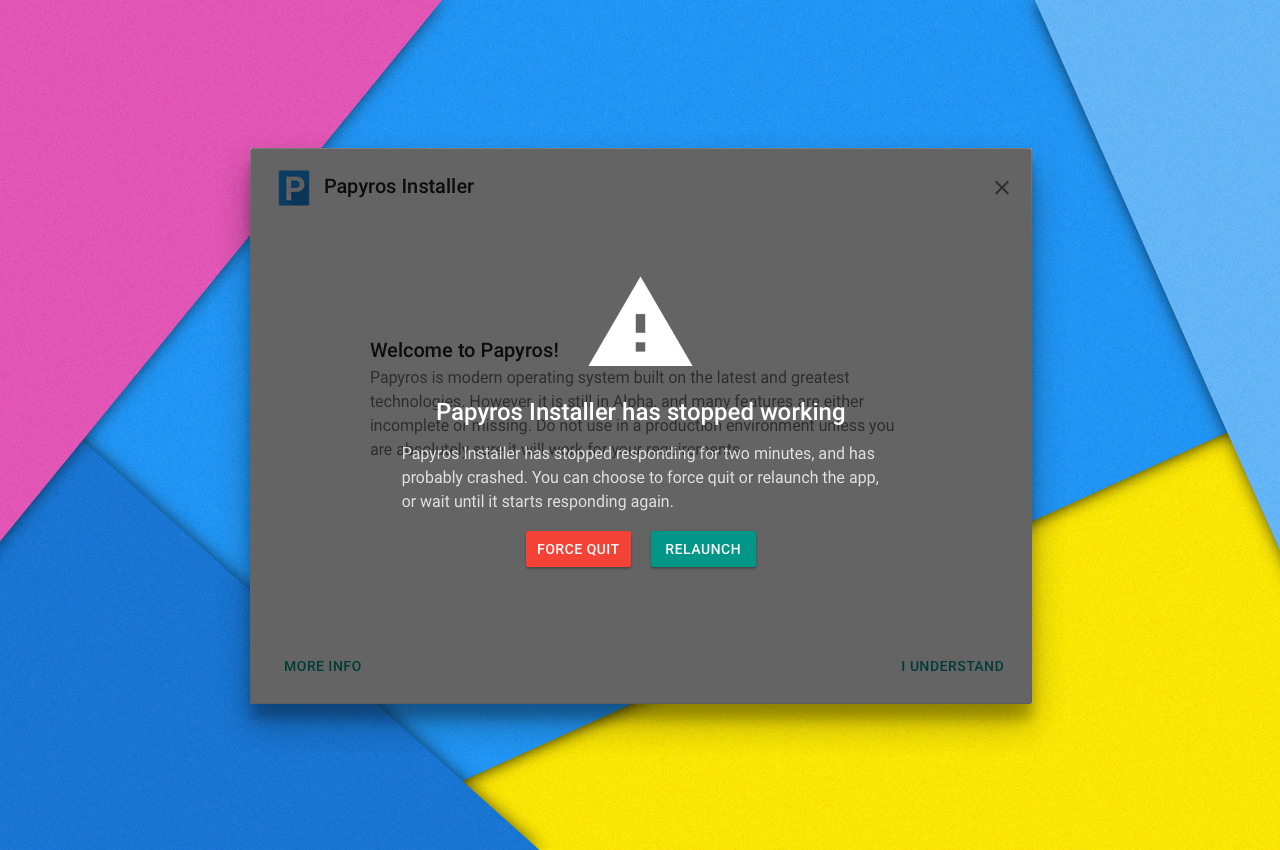 P Papyros Installer
Welcome to Papyros!
Papyros is modern operating system built on the latest and greatest
technologies. However, it is still in Alpha, and many features are either
incomplete or missing. Do not use in a production environment unless you
are absolutely sure it will work for your requirements.
Papyros Installer has stopped working
Papyros Installer has stopped responding for two minutes, and has
probably crashed. You can choose to force quit or relaunch the app,
or wait until it starts responding again.
FORCE QUIT RELAUNCH
MORE INFO I UNDERSTAND